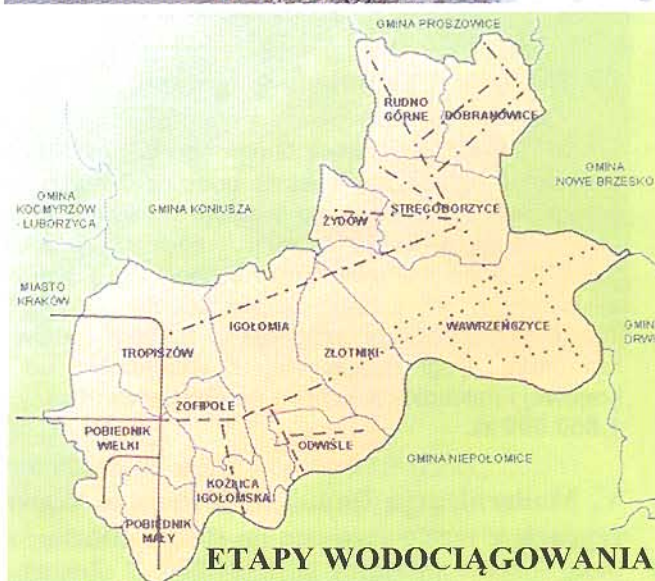 GMINA PROSZOWICE
RUDNO
GÓRNE
DOBRANOWICE
GMINA
NOWE BRZESKO
GMINA
KOCMYRZÓW
- LUBORZYCA
GMINA KONIUSZA
ŻYDÓW
STRĘGOBORZYCE
MIASTO
KRAKÓW
IGOŁOMIA
WAWRZEŃCZYCE
GMIN
DRWI
TROPISZÓW
ZŁOTNIKI
ZOFIPOLE
POBIEDNIK
WIELKI
ODWIŚLE
GMINA NIEPOŁOMICE
KOŹLICA
IGOŁOMSKA
POBIEDNIK
MAŁY
ETAPY WODOCIĄGOWANIA